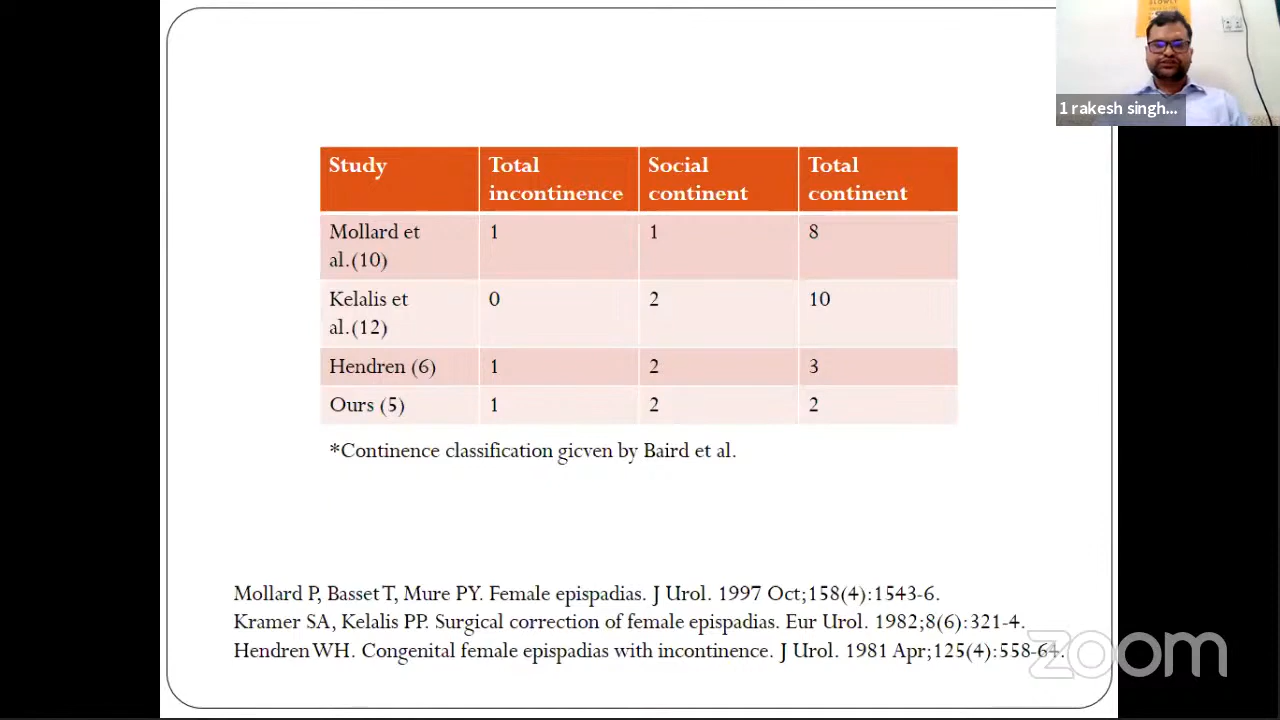 SLOWLY
1 rakesh singh...
Study
Total incontinence
Social continent
Total continent
Mollard et al.(10)
1
1
8
Kelalis et al.(12)
0
2
10
Hendren (6)
1
2
3
Ours (5)
1
2
2
*Continence classification gicven by Baird et al.
Mollard P, Basset T, Mure PY. Female epispadias. J Urol. 1997 Oct;158(4):1543-6.
Kramer SA, Kelalis PP. Surgical correction of female epispadias. Eur Urol. 1982;8(6):321-4.
Hendren WH. Congenital female epispadias with incontinence. J Urol. 1981 Apr;125(4):558-64.
zoom